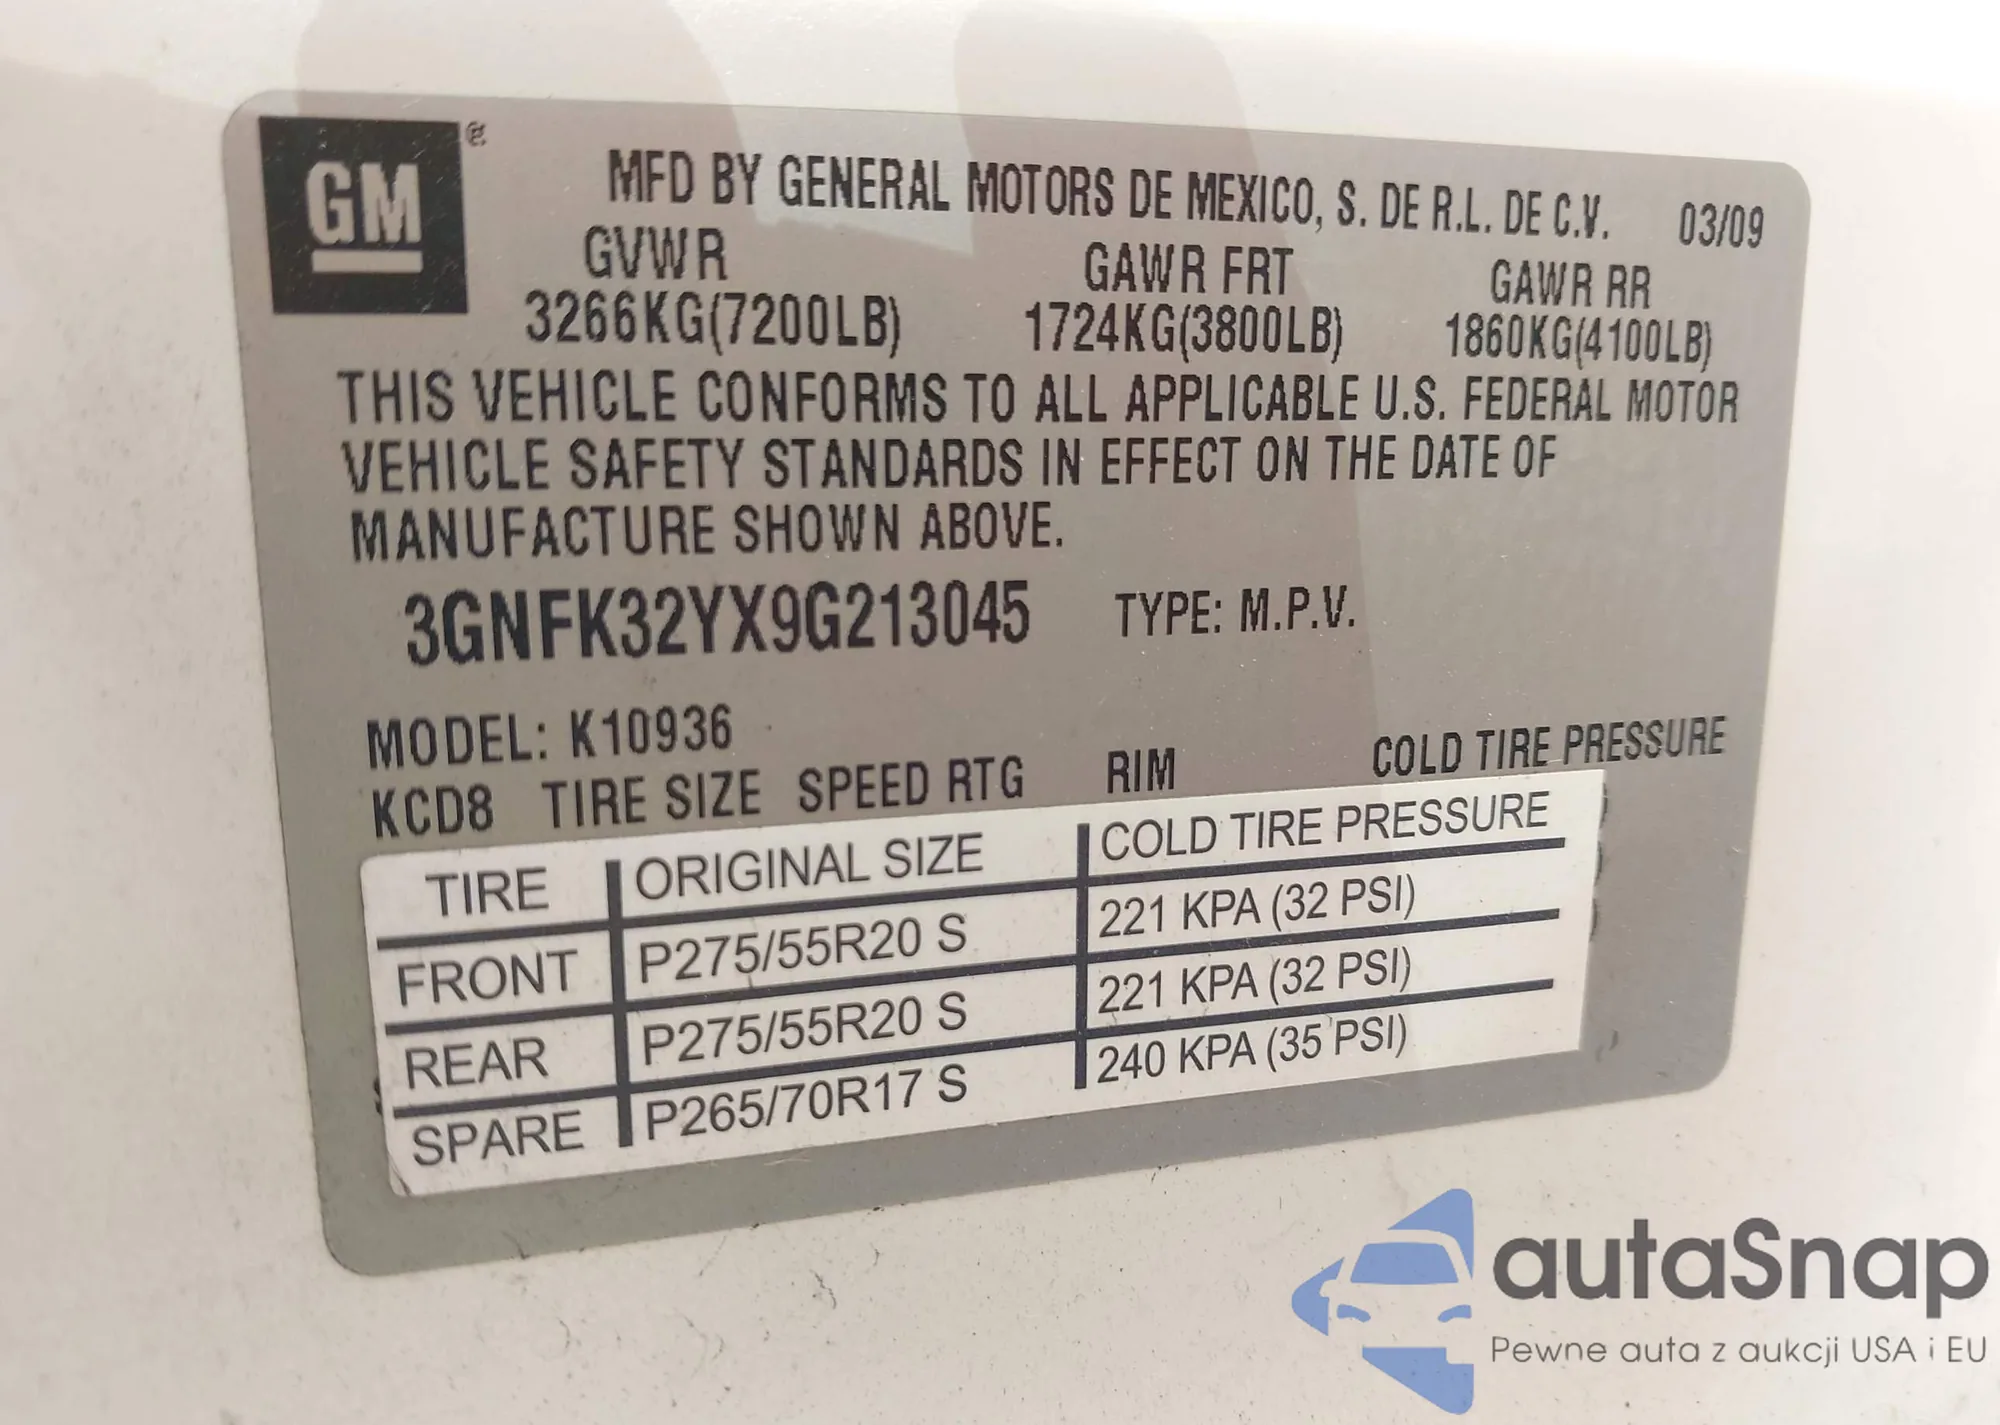 GM
MFD BY GENERAL MOTORS DE MEXICO, S. DE R.L. DE C.V. 03/09
GVWR GAWR FRT GAWR RR
3266KG(7200LB) 1724KG(3800LB) 1860KG(4100LB)
THIS VEHICLE CONFORMS TO ALL APPLICABLE U.S. FEDERAL MOTOR
VEHICLE SAFETY STANDARDS IN EFFECT ON THE DATE OF
MANUFACTURE SHOWN ABOVE.
3GNFK32YX9G213045 TYPE: M.P.V.
MODEL: K10936
KCD8 TIRE SIZE SPEED RTG RIM COLD TIRE PRESSURE
TIRE ORIGINAL SIZE COLD TIRE PRESSURE
FRONT P275/55R20 S 221 KPA (32 PSI)
REAR P275/55R20 S 221 KPA (32 PSI)
SPARE P265/70R17 S 240 KPA (35 PSI)
autaSnap
Pewne auta z aukcji USA i EU